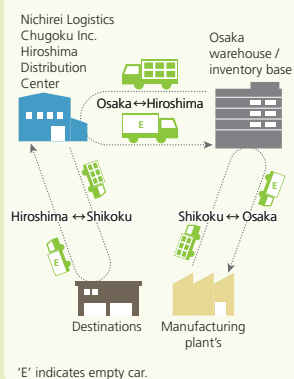 Nichirei Logistics
Chugoku Inc.
Hiroshima
Distribution
Center
Osaka
warehouse /
inventory base
Osaka↔Hiroshima
E
E
Hiroshima ↔Shikoku
Shikoku ↔ Osaka
E
Destinations
Manufacturing
plant's
'E' indicates empty car.